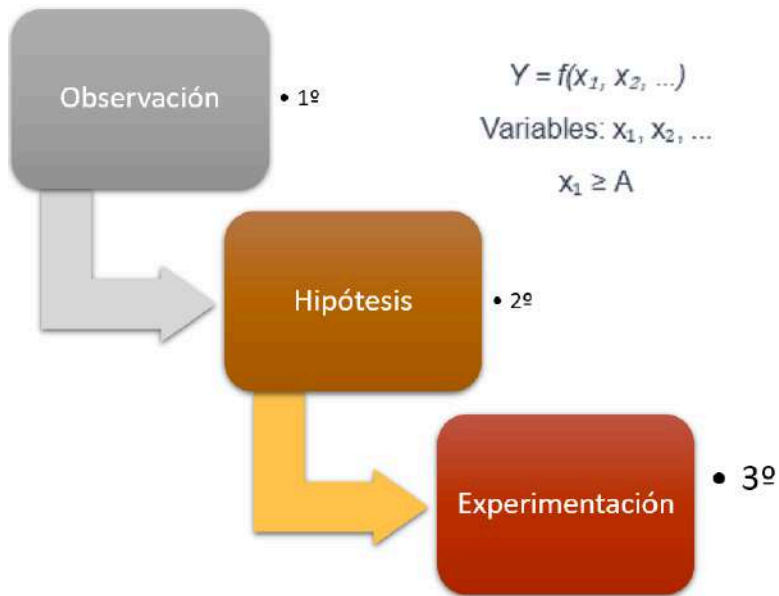 Observación
• 1º
Y = f(x₁, x₂, ...)
Variables: x₁, x₂, ...
x₁ ≥ A
Hipótesis
• 2º
Experimentación
• 3º